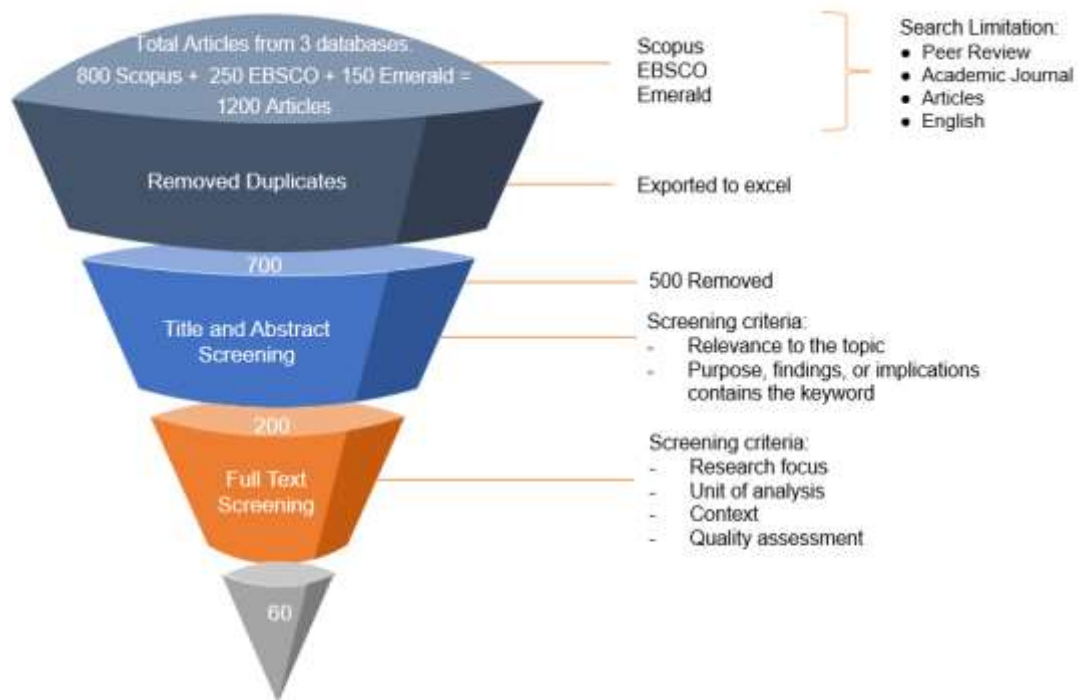 Total Articles from 3 databases:
800 Scopus + 250 EBSCO + 150 Emerald =
1200 Articles
Scopus
EBSCO
Emerald
Search Limitation:
● Peer Review
● Academic Journal
● Articles
● English
Removed Duplicates
Exported to excel
700
500 Removed
Title and Abstract
Screening
Screening criteria:
- Relevance to the topic
- Purpose, findings, or implications
contains the keyword
200
Full Text
Screening
Screening criteria:
- Research focus
- Unit of analysis
- Context
- Quality assessment
60